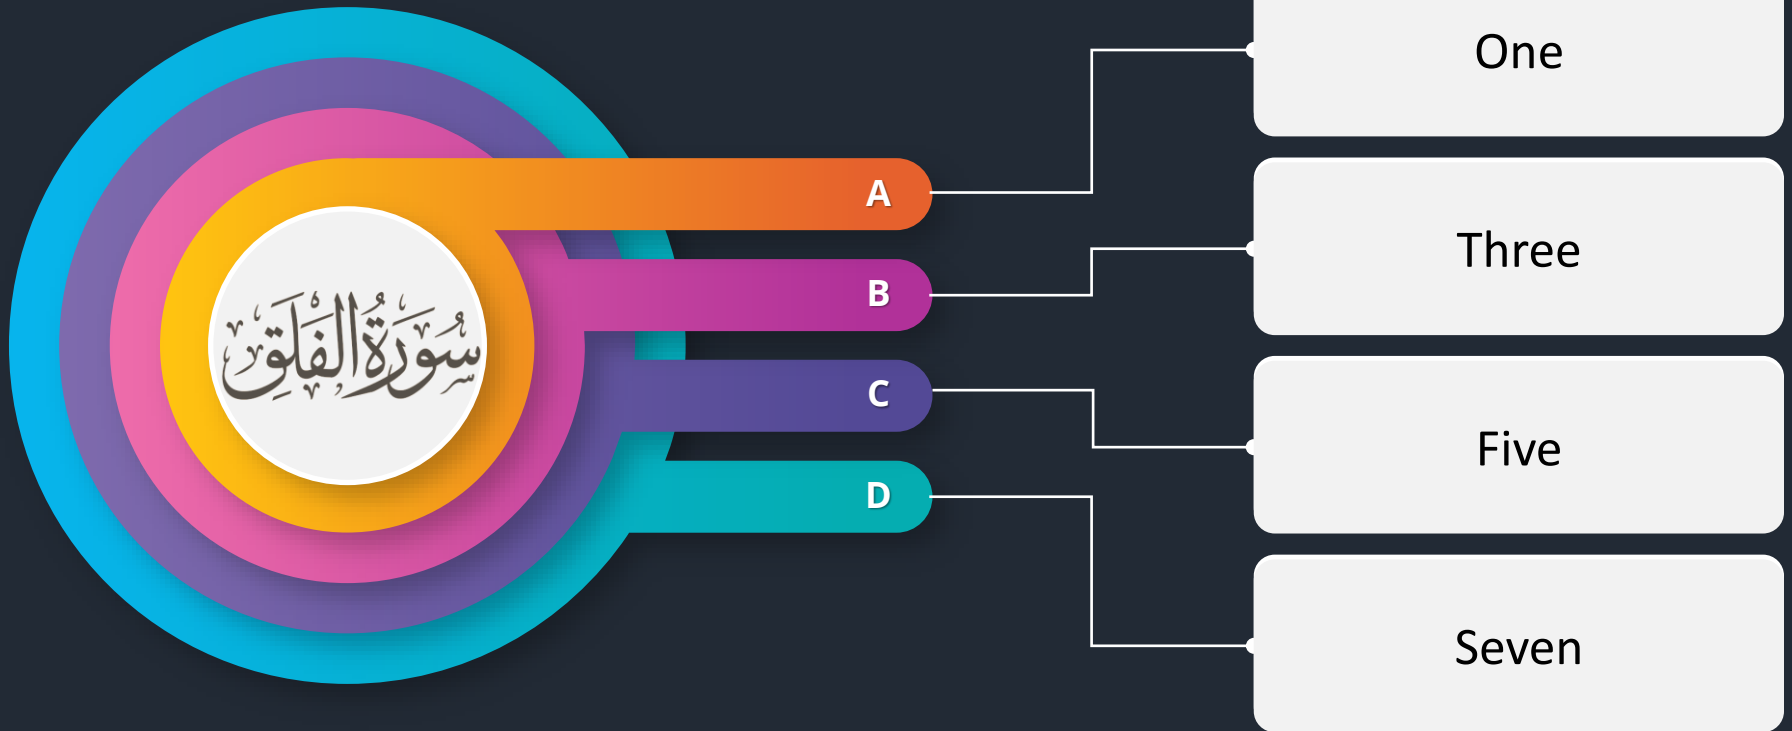 سُورَةُ الفَلَقِ
A
One
B
Three
C
Five
D
Seven